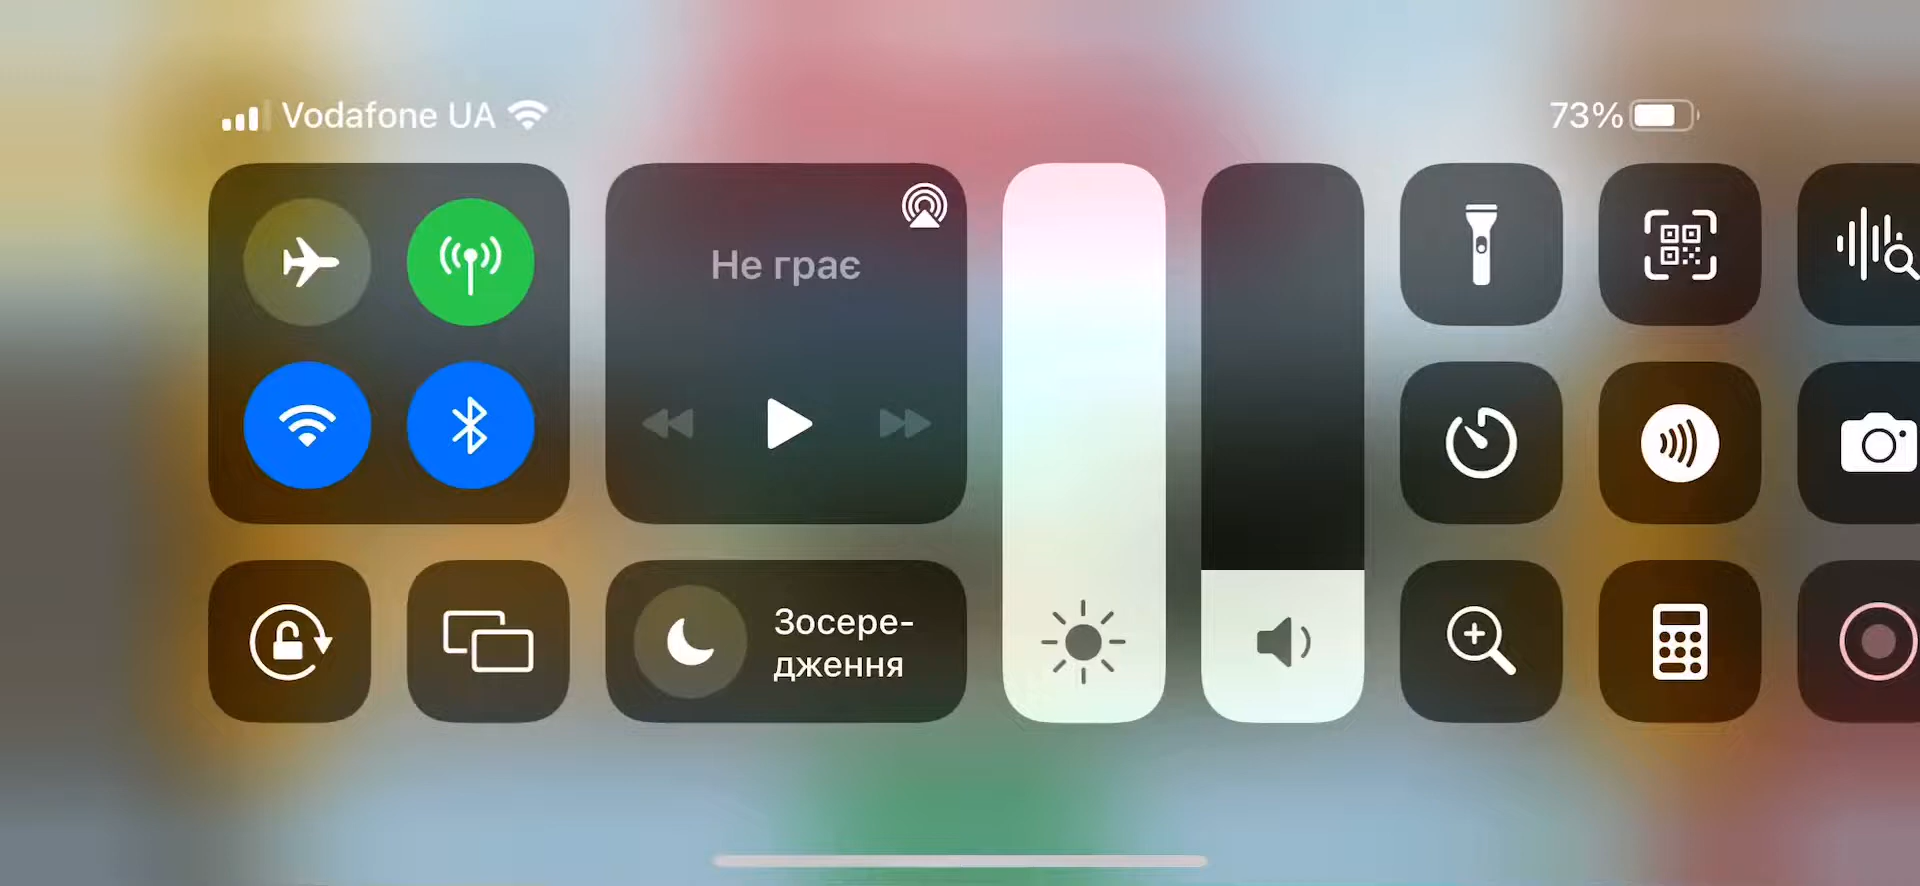 Vodafone UA
73%
Не грає
Зосере-
дження